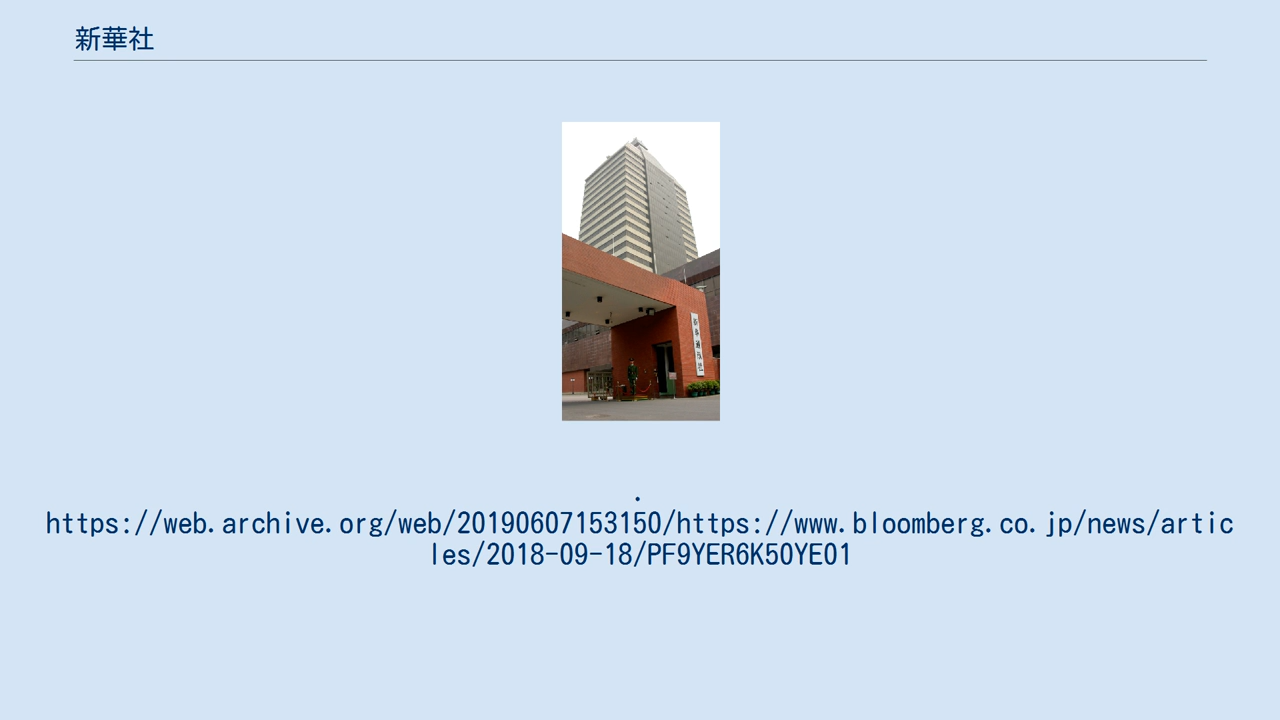 新華社
.
https://web.archive.org/web/20190607153150/https://www.bloomberg.co.jp/news/artic
les/2018-09-18/PF9YER6K50YE01